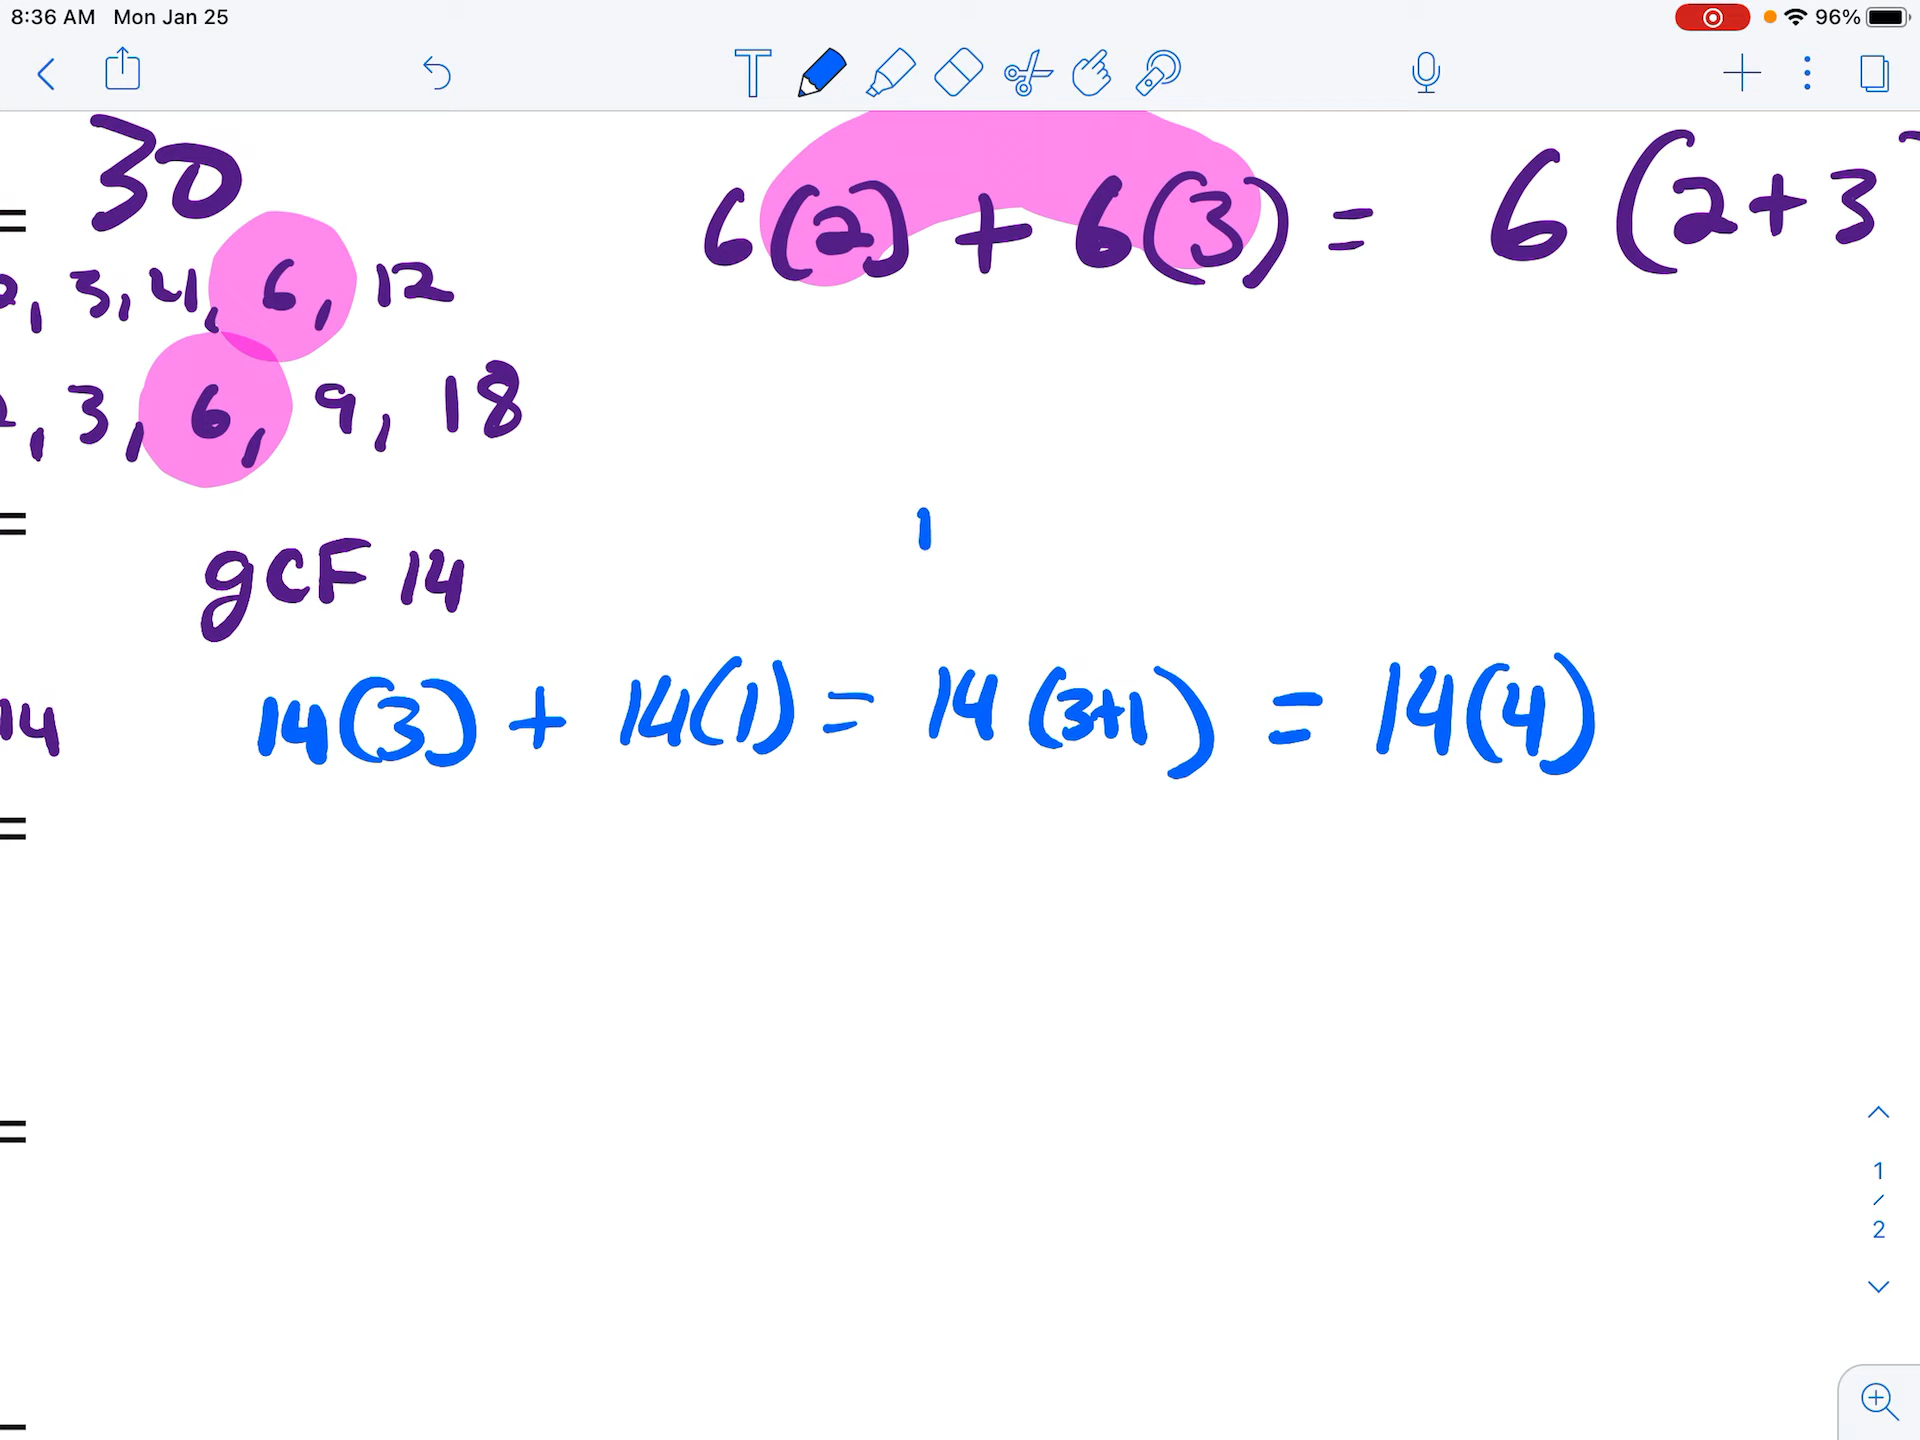 8:36 AM Mon Jan 25 96%
T
= 30
6(2) + 6(3) = 6(2+3
, 3, 4, 6, 12
, 3, 6, 9, 18
=
1
gCF 14
14 14(3) + 14(1) = 14(3+1) = 14(4)
=
=
1
/
2